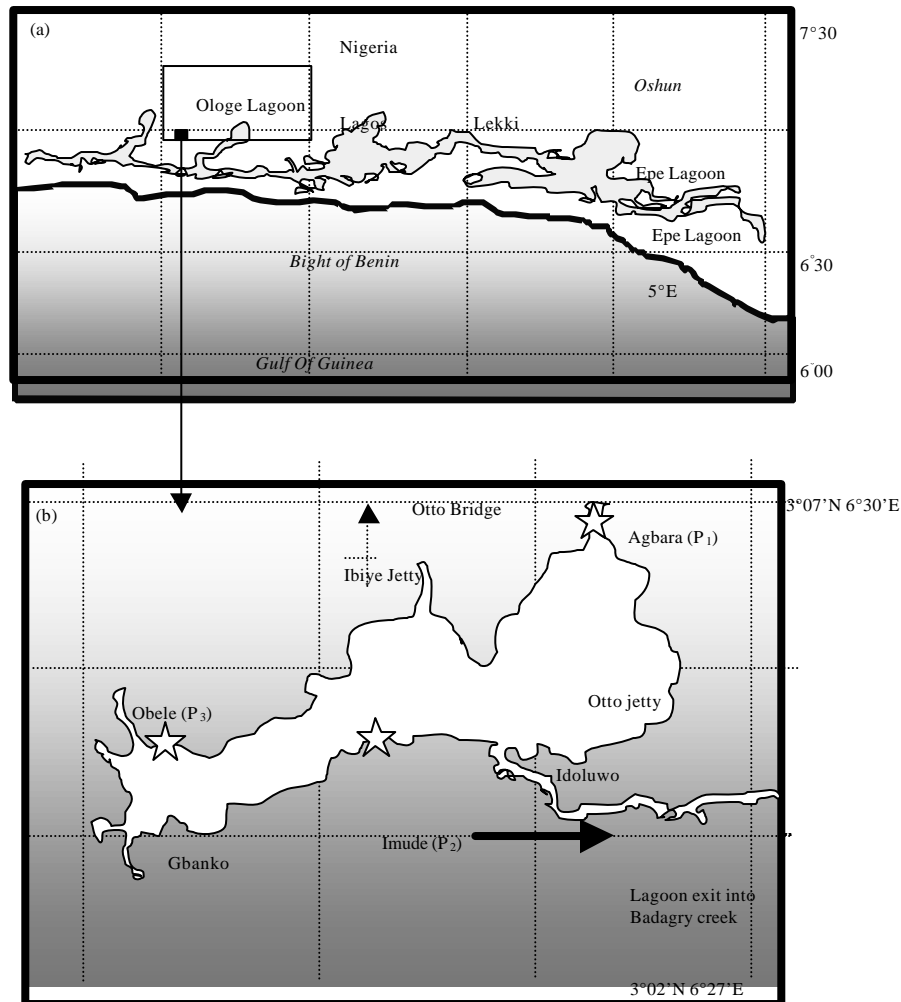 (a)
Nigeria
7°30
Oshun
Ologe Lagoon
Lagos
Lekki
Epe Lagoon
Epe Lagoon
Bight of Benin
6°30
5°E
Gulf Of Guinea
6°00
(b)
Otto Bridge
3°07'N 6°30'E
Agbara (P₁)
Ibiye Jetty
Otto jetty
Obele (P₃)
Idoluwo
Imude (P₂)
Gbanko
Lagoon exit into
Badagry creek
3°02'N 6°27'E